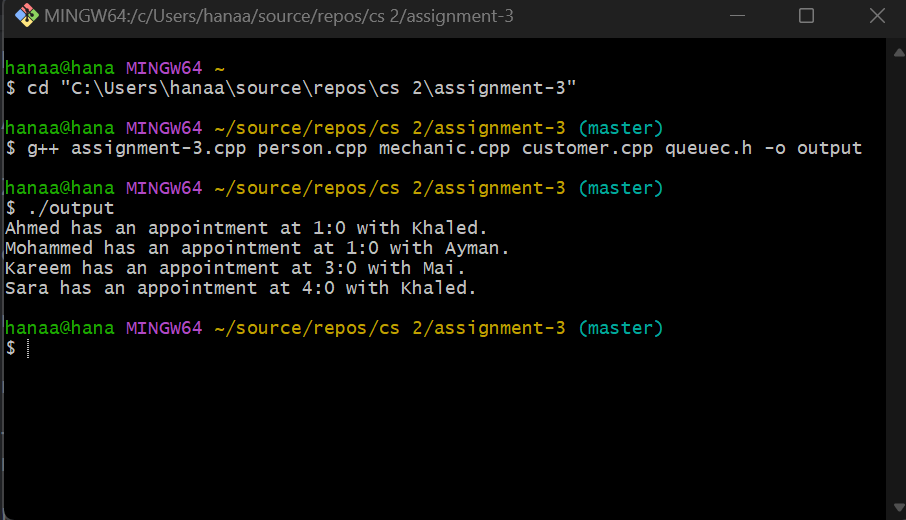 MINGW64:/c/Users/hanaa/source/repos/cs 2/assignment-3
hanaa@hana MINGW64 ~
$ cd "C:\Users\hanaa\source\repos\cs 2\assignment-3"
hanaa@hana MINGW64 ~/source/repos/cs 2/assignment-3 (master)
$ g++ assignment-3.cpp person.cpp mechanic.cpp customer.cpp queuec.h -o output
hanaa@hana MINGW64 ~/source/repos/cs 2/assignment-3 (master)
$ ./output
Ahmed has an appointment at 1:0 with Khaled.
Mohammed has an appointment at 1:0 with Ayman.
Kareem has an appointment at 3:0 with Mai.
Sara has an appointment at 4:0 with Khaled.
hanaa@hana MINGW64 ~/source/repos/cs 2/assignment-3 (master)
$